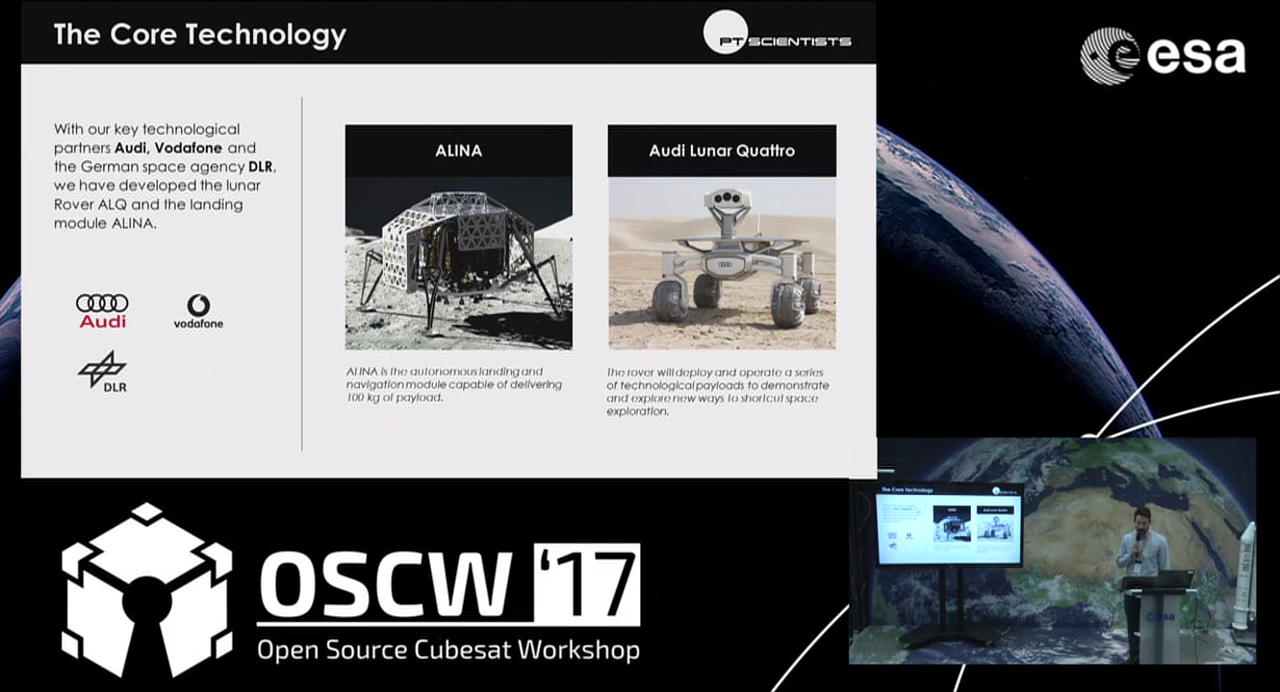 The Core Technology
PT SCIENTISTS
esa
With our key technological
partners Audi, Vodafone and
the German space agency DLR,
we have developed the lunar
Rover ALQ and the landing
module ALINA.
Audi
vodafone
DLR
ALINA
ALINA is the autonomous landing and
navigation module capable of delivering
100 kg of payload.
Audi Lunar Quattro
The rover will deploy and operate a series
of technological payloads to demonstrate
and explore new ways to shortcut space
exploration.
The Core Technology
esa
OSCW '17
Open Source Cubesat Workshop